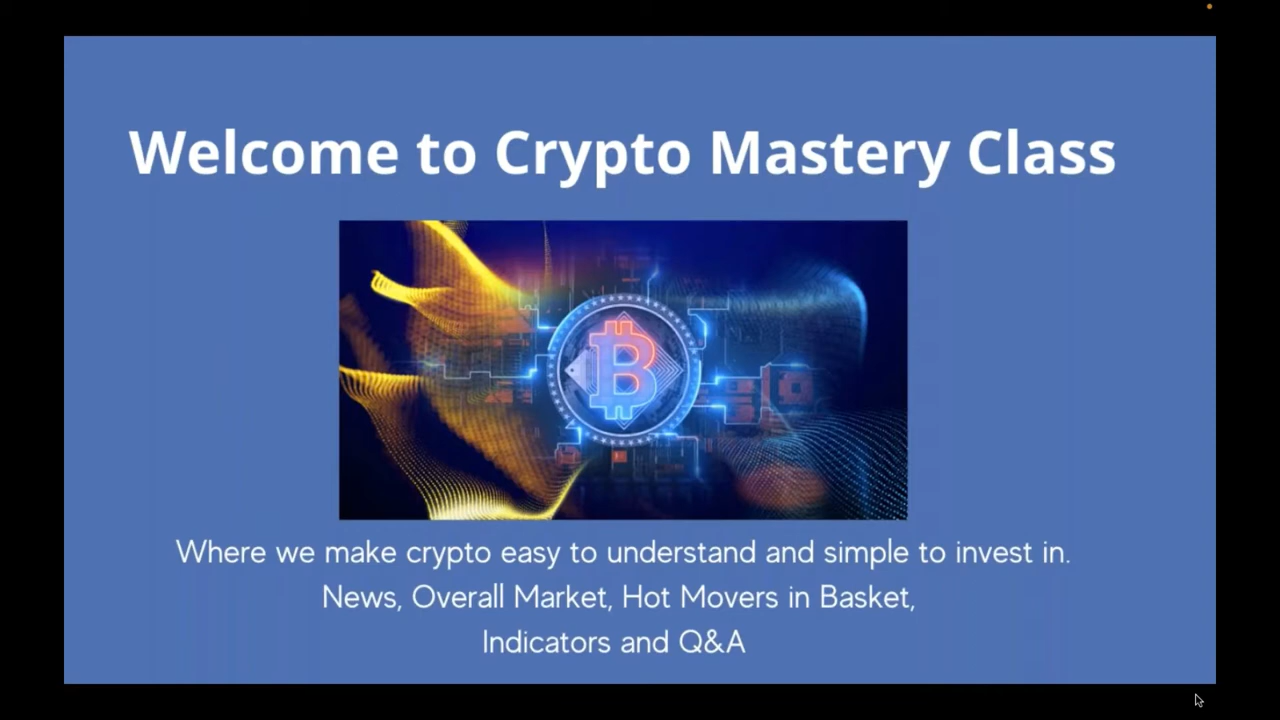 Welcome to Crypto Mastery Class
Where we make crypto easy to understand and simple to invest in.
News, Overall Market, Hot Movers in Basket,
Indicators and Q&A